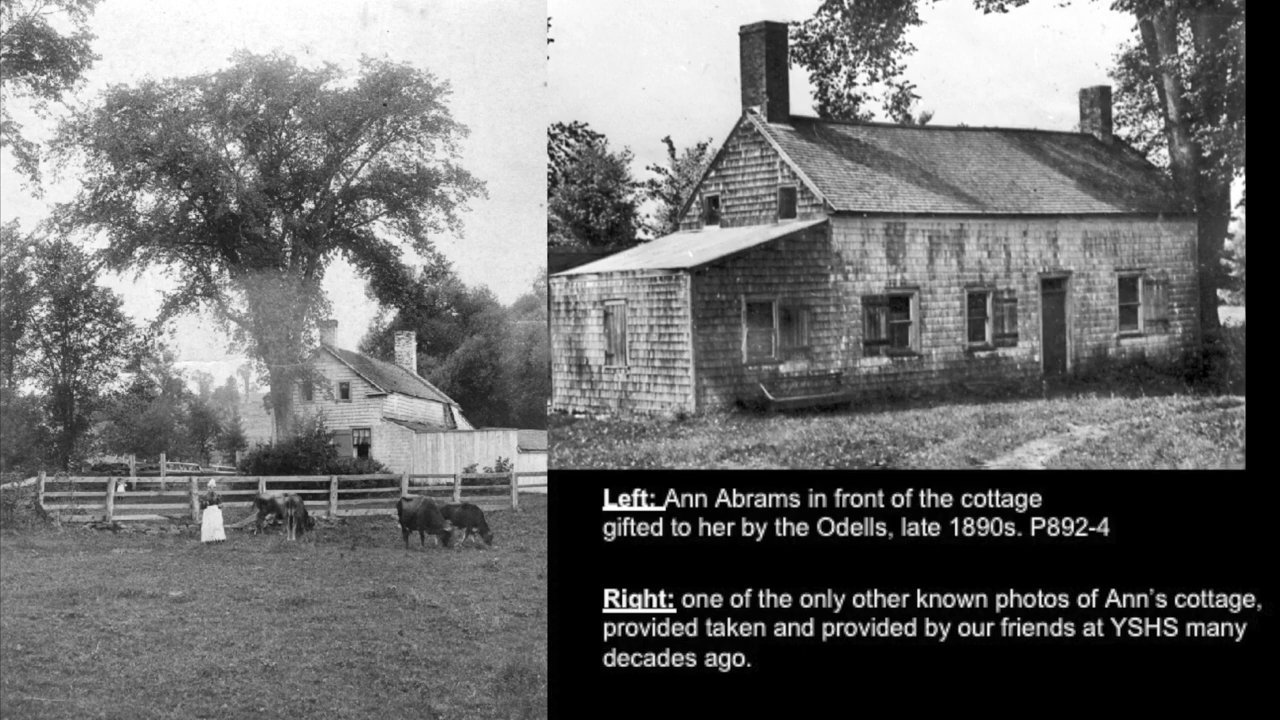 Left: Ann Abrams in front of the cottage
gifted to her by the Odells, late 1890s. P892-4
Right: one of the only other known photos of Ann’s cottage,
provided taken and provided by our friends at YSHS many
decades ago.